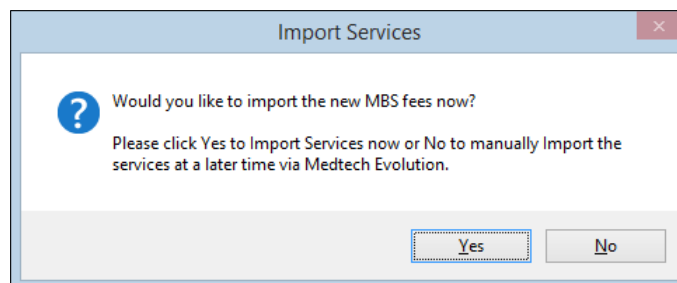 Import Services
Would you like to import the new MBS fees now?
Please click Yes to Import Services now or No to manually Import the
services at a later time via Medtech Evolution.
Yes
No